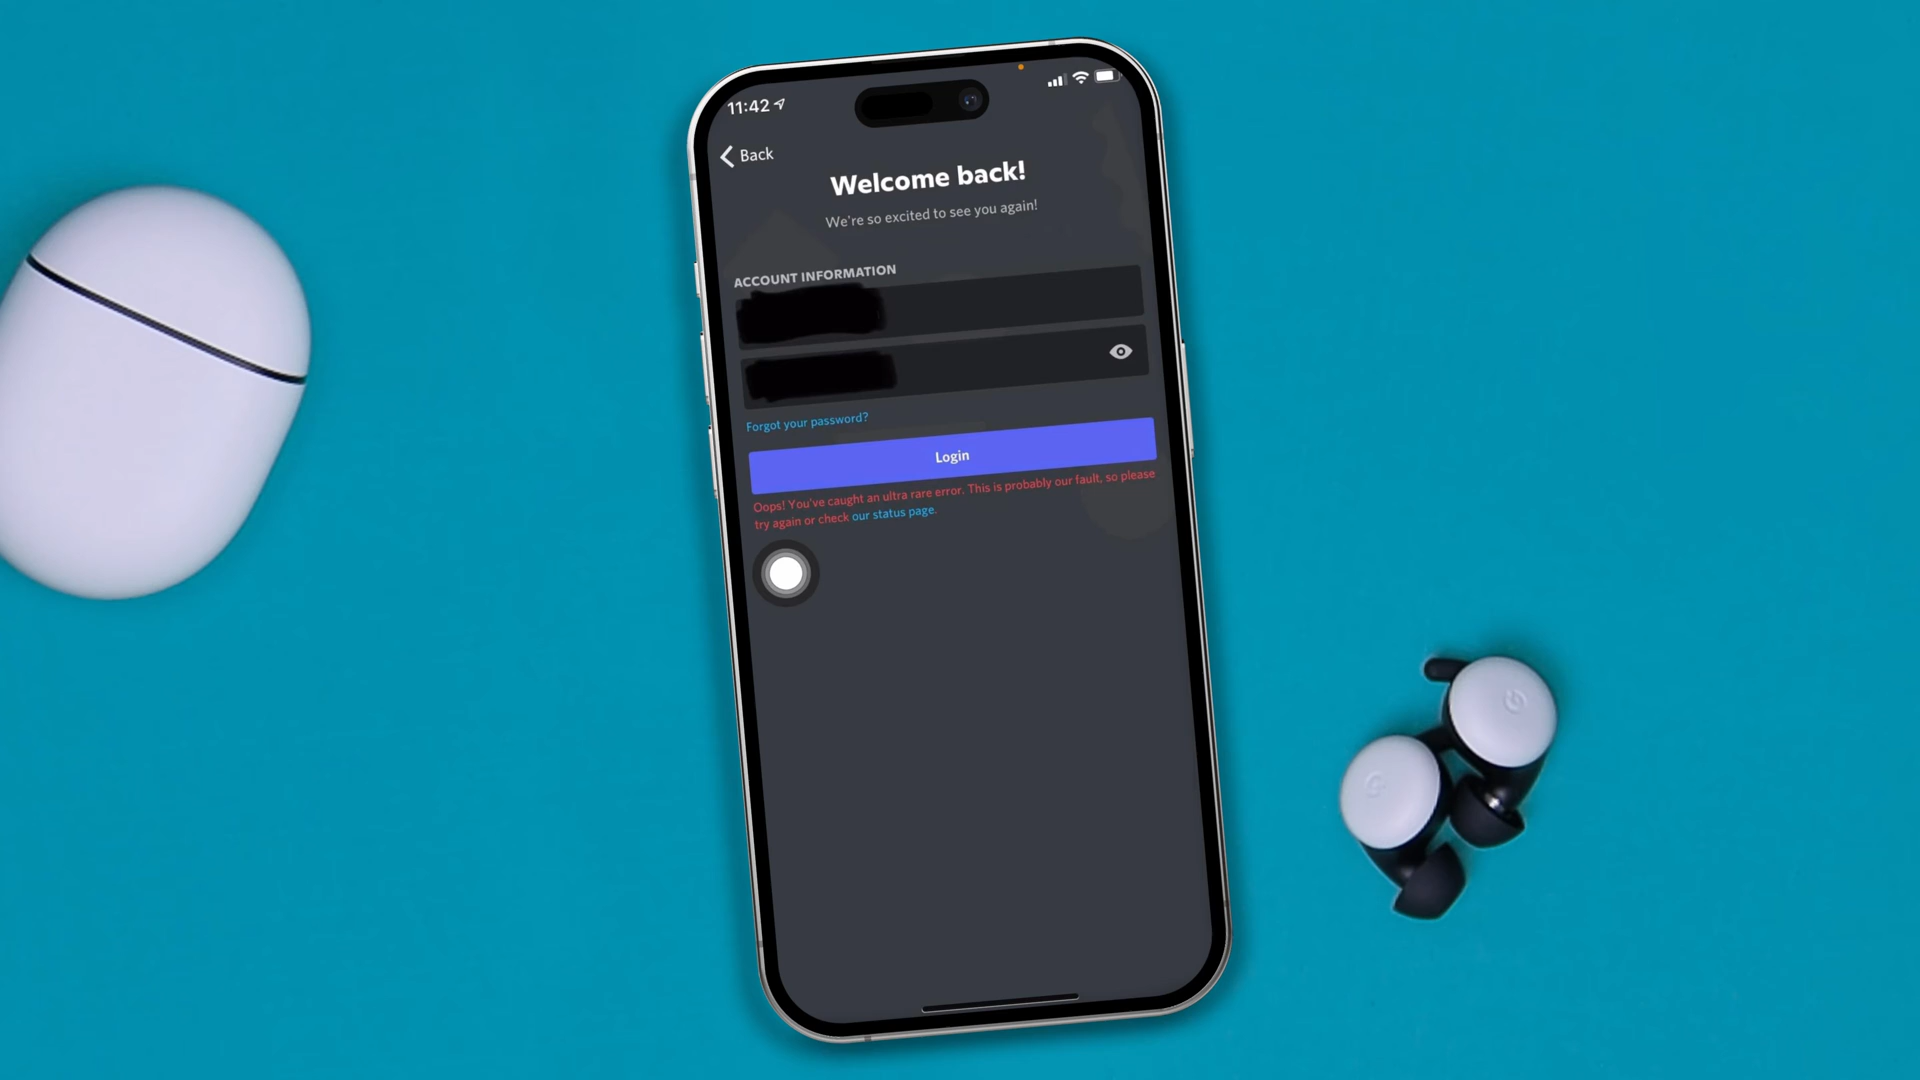 11:42
Back
Welcome back!
We're so excited to see you again!
ACCOUNT INFORMATION
Forgot your password?
Login
Oops! You've caught an ultra rare error. This is probably our fault, so please
try again or check our status page.